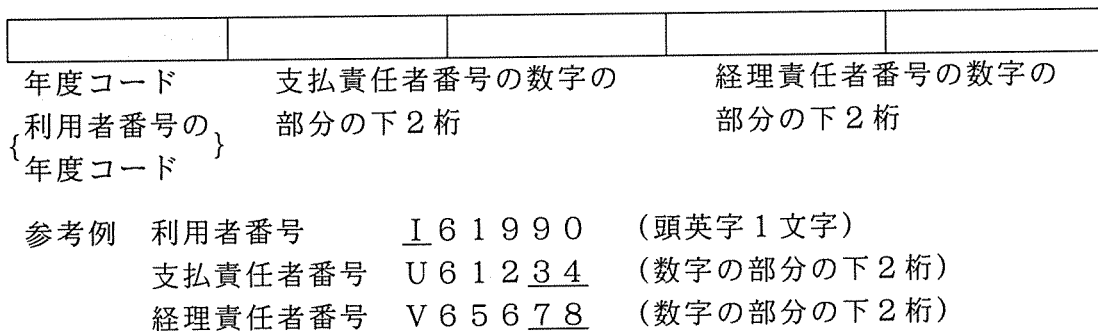 年度コード　支払責任者番号の数字の　経理責任者番号の数字の
{利用者番号の}　部分の下２桁　部分の下２桁
年度コード
参考例　利用者番号　Ｉ６１９９０　（頭英字１文字）
支払責任者番号　Ｕ６１２３４　（数字の部分の下２桁）
経理責任者番号　Ｖ６５６７８　（数字の部分の下２桁）